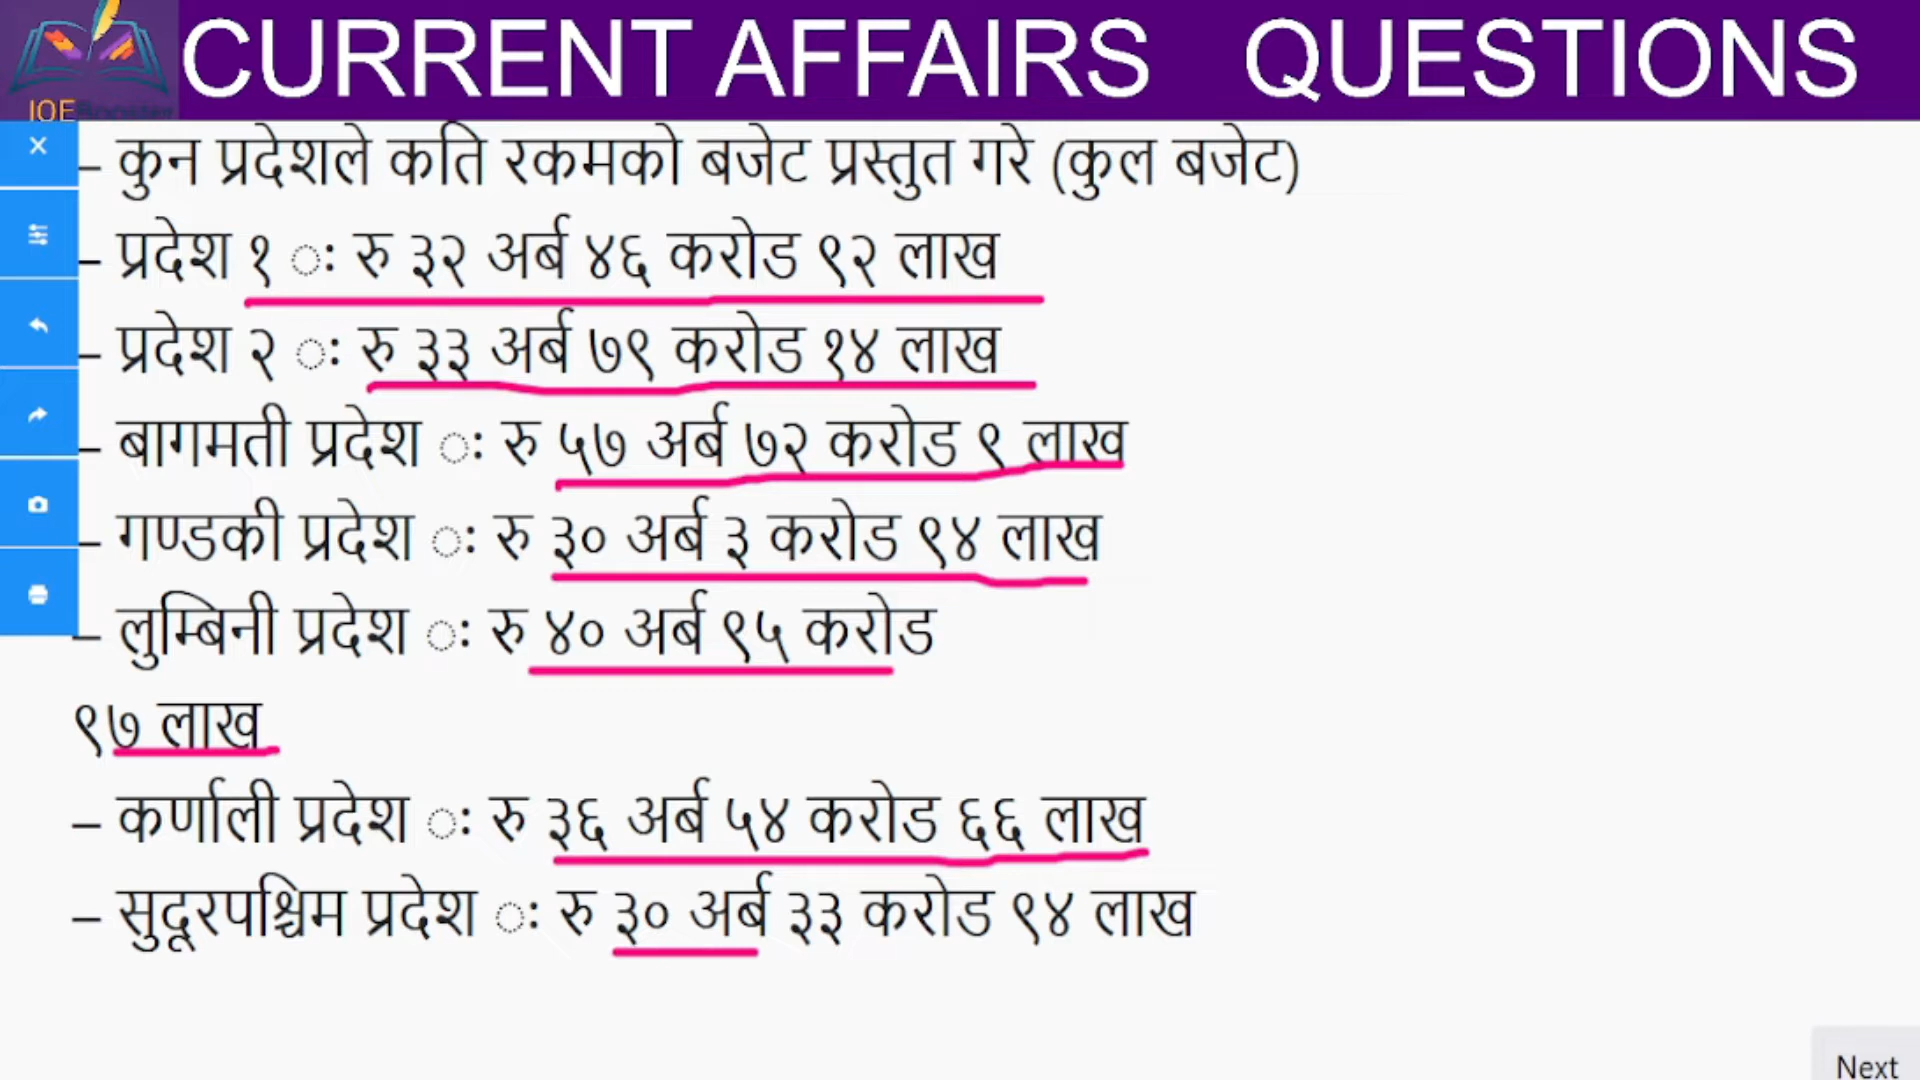 CURRENT AFFAIRS QUESTIONS
IOEBooster
– कुन प्रदेशले कति रकमको बजेट प्रस्तुत गरे (कुल बजेट)
– प्रदेश १ ः रु ३२ अर्ब ४६ करोड ९२ लाख
– प्रदेश २ ः रु ३३ अर्ब ७९ करोड १४ लाख
– बागमती प्रदेश ः रु ५७ अर्ब ७२ करोड ९ लाख
– गण्डकी प्रदेश ः रु ३० अर्ब ३ करोड ९४ लाख
– लुम्बिनी प्रदेश ः रु ४० अर्ब ९५ करोड
९७ लाख
– कर्णाली प्रदेश ः रु ३६ अर्ब ५४ करोड ६६ लाख
– सुदूरपश्चिम प्रदेश ः रु ३० अर्ब ३३ करोड ९४ लाख
Next